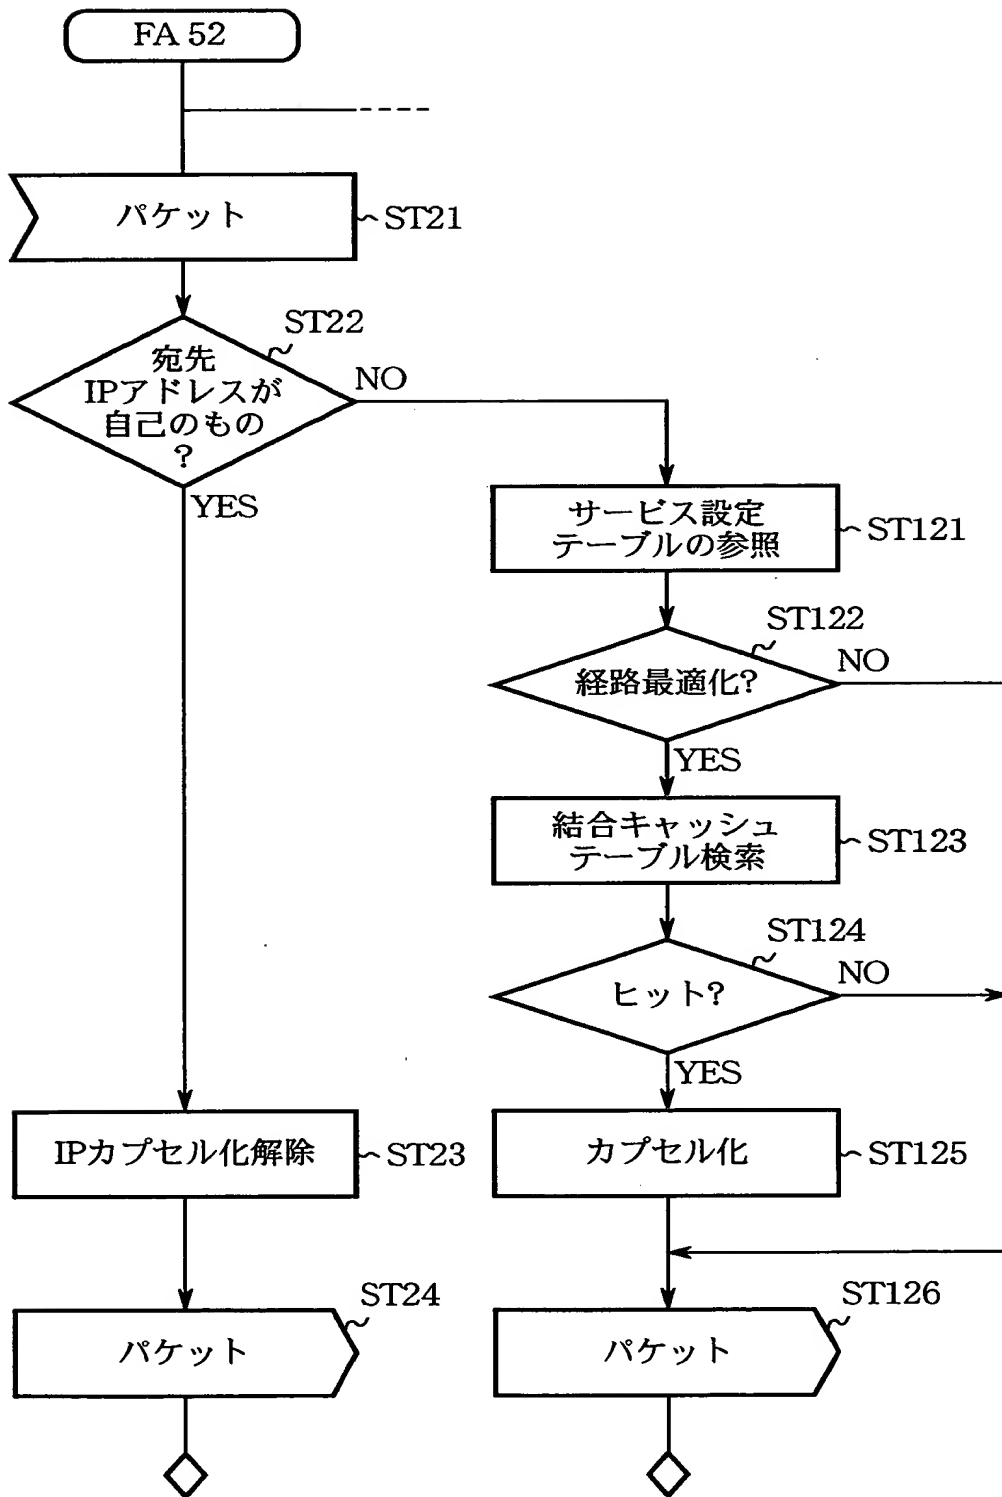 FA 52
パケット
ST21
ST22
宛先
IPアドレスが
自己のもの
?
NO
YES
サービス設定
テーブルの参照
ST121
ST122
経路最適化?
NO
YES
結合キャッシュ
テーブル検索
ST123
ST124
ヒット?
NO
YES
IPカプセル化解除
ST23
カプセル化
ST125
ST24
パケット
ST126
パケット